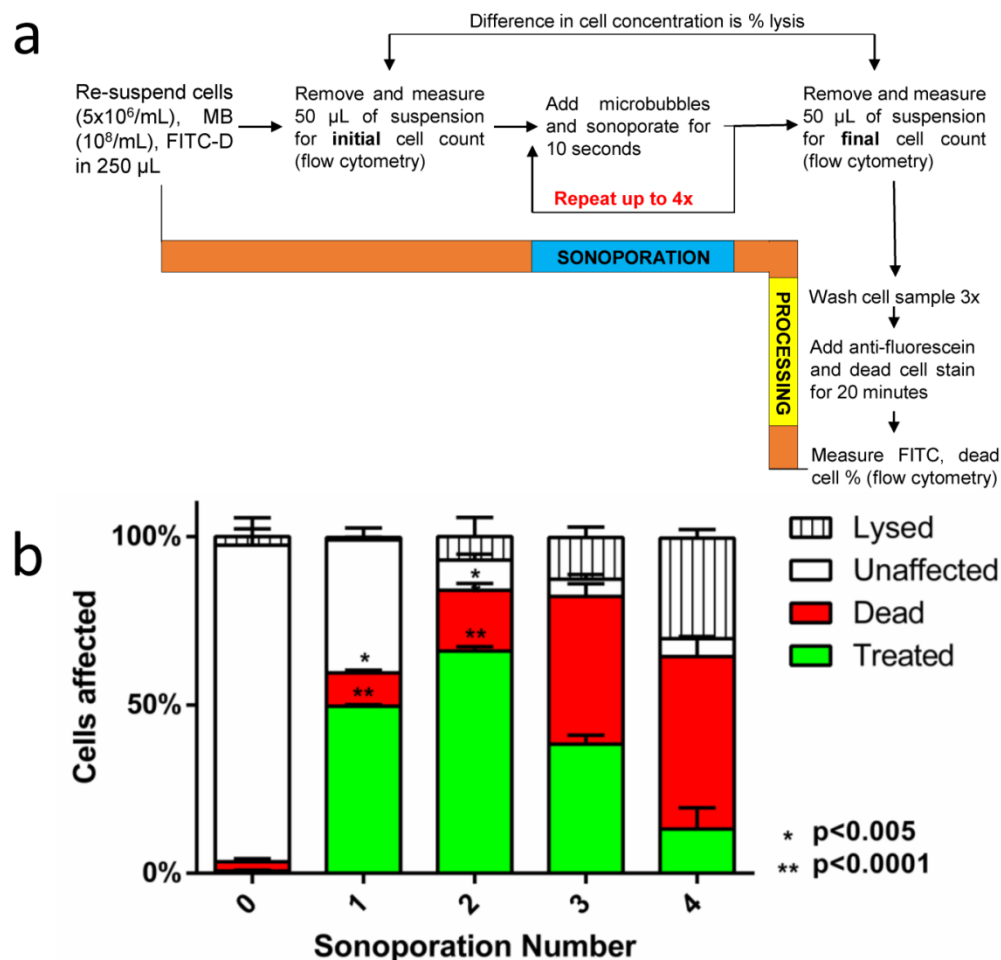 a
Difference in cell concentration is % lysis
Re-suspend cells
(5x10⁶/mL), MB
(10⁸/mL), FITC-D
in 250 µL
Remove and measure
50 µL of suspension
for initial cell count
(flow cytometry)
Add microbubbles
and sonoporate for
10 seconds
Remove and measure
50 µL of suspension
for final cell count
(flow cytometry)
Repeat up to 4x
SONOPORATION
PROCESSING
Wash cell sample 3x
Add anti-fluorescein
and dead cell stain
for 20 minutes
Measure FITC, dead
cell % (flow cytometry)
b
Cells affected
100%
50%
0%
*
**
*
**
0
1
2
3
4
Sonoporation Number
Lysed
Unaffected
Dead
Treated
* p<0.005
** p<0.0001